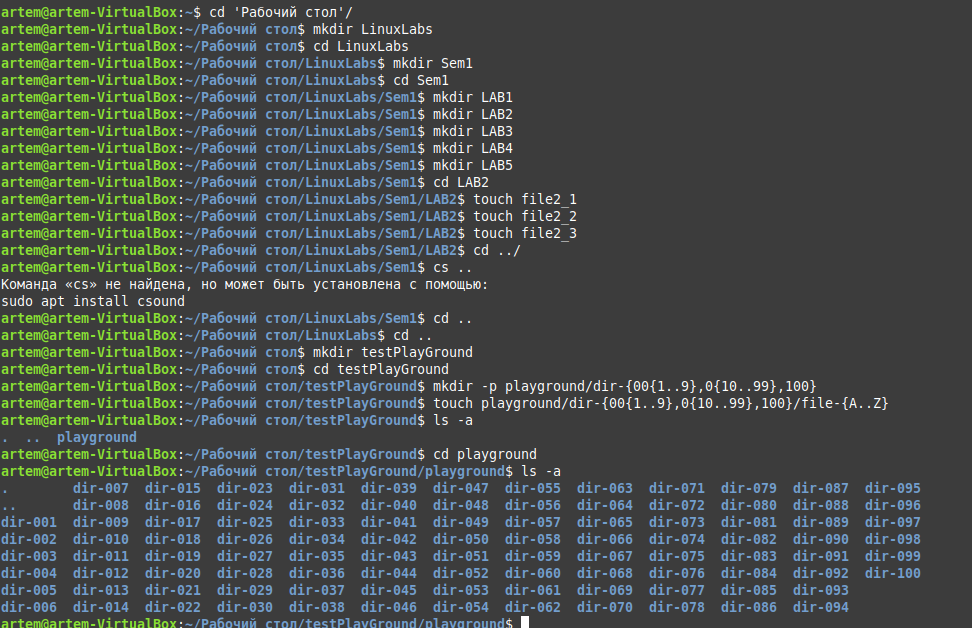 artem@artem-VirtualBox:~$ cd 'Рабочий стол'/
artem@artem-VirtualBox:~/Рабочий стол$ mkdir LinuxLabs
artem@artem-VirtualBox:~/Рабочий стол$ cd LinuxLabs
artem@artem-VirtualBox:~/Рабочий стол/LinuxLabs$ mkdir Sem1
artem@artem-VirtualBox:~/Рабочий стол/LinuxLabs$ cd Sem1
artem@artem-VirtualBox:~/Рабочий стол/LinuxLabs/Sem1$ mkdir LAB1
artem@artem-VirtualBox:~/Рабочий стол/LinuxLabs/Sem1$ mkdir LAB2
artem@artem-VirtualBox:~/Рабочий стол/LinuxLabs/Sem1$ mkdir LAB3
artem@artem-VirtualBox:~/Рабочий стол/LinuxLabs/Sem1$ mkdir LAB4
artem@artem-VirtualBox:~/Рабочий стол/LinuxLabs/Sem1$ mkdir LAB5
artem@artem-VirtualBox:~/Рабочий стол/LinuxLabs/Sem1$ cd LAB2
artem@artem-VirtualBox:~/Рабочий стол/LinuxLabs/Sem1/LAB2$ touch file2_1
artem@artem-VirtualBox:~/Рабочий стол/LinuxLabs/Sem1/LAB2$ touch file2_2
artem@artem-VirtualBox:~/Рабочий стол/LinuxLabs/Sem1/LAB2$ touch file2_3
artem@artem-VirtualBox:~/Рабочий стол/LinuxLabs/Sem1/LAB2$ cd ../
artem@artem-VirtualBox:~/Рабочий стол/LinuxLabs/Sem1$ cs ..
Команда «cs» не найдена, но может быть установлена с помощью:
sudo apt install csound
artem@artem-VirtualBox:~/Рабочий стол/LinuxLabs/Sem1$ cd ..
artem@artem-VirtualBox:~/Рабочий стол/LinuxLabs$ cd ..
artem@artem-VirtualBox:~/Рабочий стол$ mkdir testPlayGround
artem@artem-VirtualBox:~/Рабочий стол$ cd testPlayGround
artem@artem-VirtualBox:~/Рабочий стол/testPlayGround$ mkdir -p playground/dir-{00{1..9},0{10..99},100}
artem@artem-VirtualBox:~/Рабочий стол/testPlayGround$ touch playground/dir-{00{1..9},0{10..99},100}/file-{A..Z}
artem@artem-VirtualBox:~/Рабочий стол/testPlayGround$ ls -a
.  ..  playground
artem@artem-VirtualBox:~/Рабочий стол/testPlayGround$ cd playground
artem@artem-VirtualBox:~/Рабочий стол/testPlayGround/playground$ ls -a
.        dir-007  dir-015  dir-023  dir-031  dir-039  dir-047  dir-055  dir-063  dir-071  dir-079  dir-087  dir-095
..       dir-008  dir-016  dir-024  dir-032  dir-040  dir-048  dir-056  dir-064  dir-072  dir-080  dir-088  dir-096
dir-001  dir-009  dir-017  dir-025  dir-033  dir-041  dir-049  dir-057  dir-065  dir-073  dir-081  dir-089  dir-097
dir-002  dir-010  dir-018  dir-026  dir-034  dir-042  dir-050  dir-058  dir-066  dir-074  dir-082  dir-090  dir-098
dir-003  dir-011  dir-019  dir-027  dir-035  dir-043  dir-051  dir-059  dir-067  dir-075  dir-083  dir-091  dir-099
dir-004  dir-012  dir-020  dir-028  dir-036  dir-044  dir-052  dir-060  dir-068  dir-076  dir-084  dir-092  dir-100
dir-005  dir-013  dir-021  dir-029  dir-037  dir-045  dir-053  dir-061  dir-069  dir-077  dir-085  dir-093
dir-006  dir-014  dir-022  dir-030  dir-038  dir-046  dir-054  dir-062  dir-070  dir-078  dir-086  dir-094
artem@artem-VirtualBox:~/Рабочий стол/testPlayGround/playground$